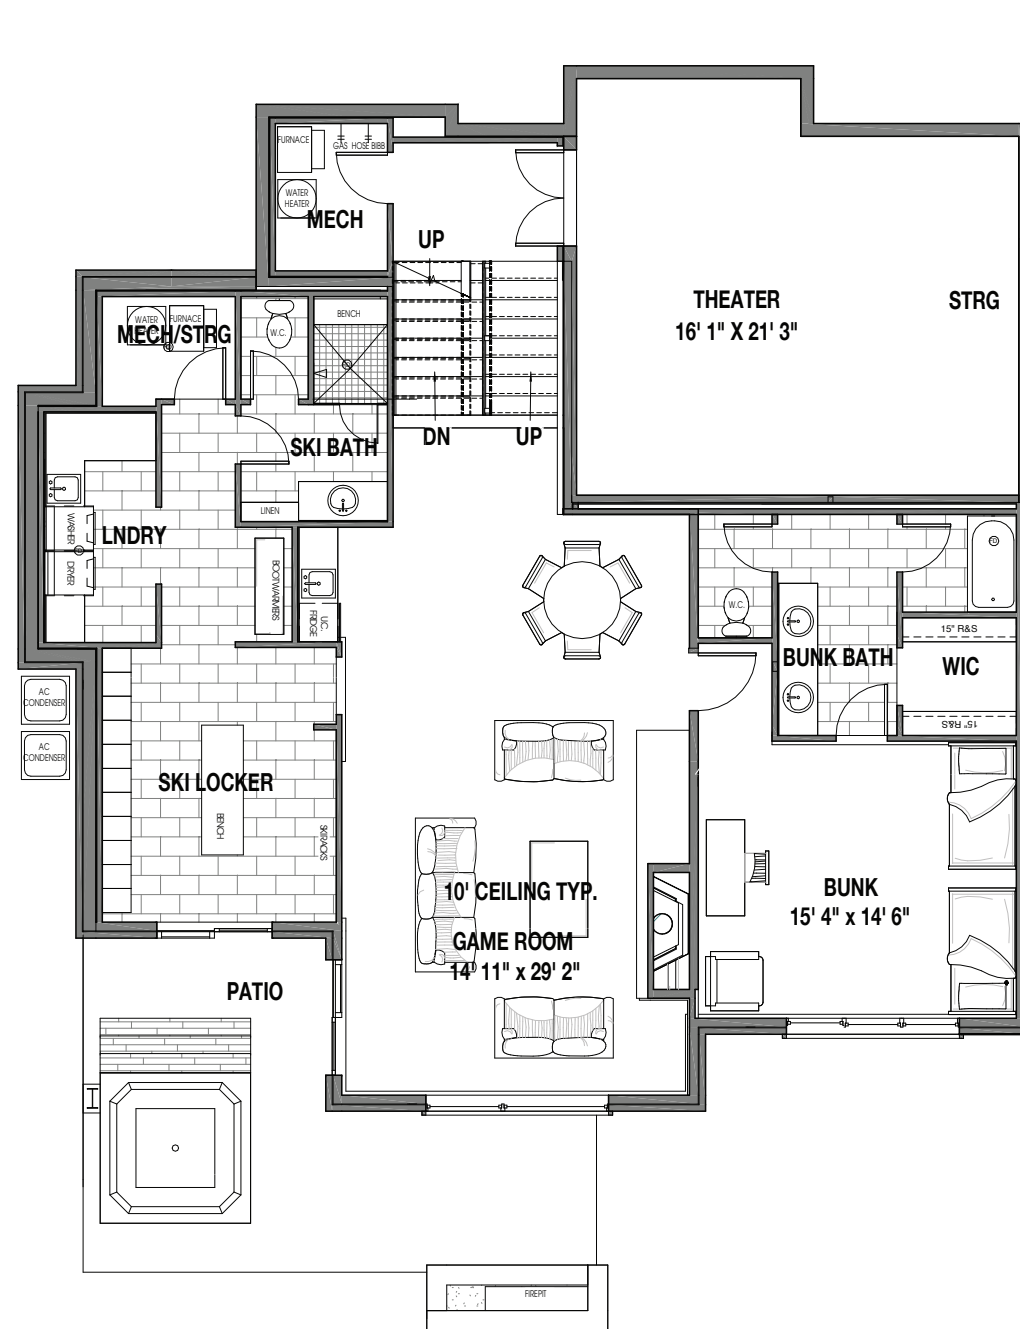 FURNACE
GAS HOSE BIBB
WATER
HEATER
MECH
UP
THEATER
16' 1" X 21' 3"
STRG
WATER
FURNACE
MECH/STRG
W.C.
BENCH
DN
UP
SKI BATH
LINEN
LNDRY
WASHER
DRYER
BOOT WARMERS
U.C.
FRIDGE
W.C.
FD
15" R&S
BUNK BATH
WIC
15" R&S
AC
CONDENSER
AC
CONDENSER
SKI LOCKER
BENCH
SKI RACKS
10' CEILING TYP.
GAME ROOM
14' 11" x 29' 2"
BUNK
15' 4" x 14' 6"
PATIO
FIREPIT